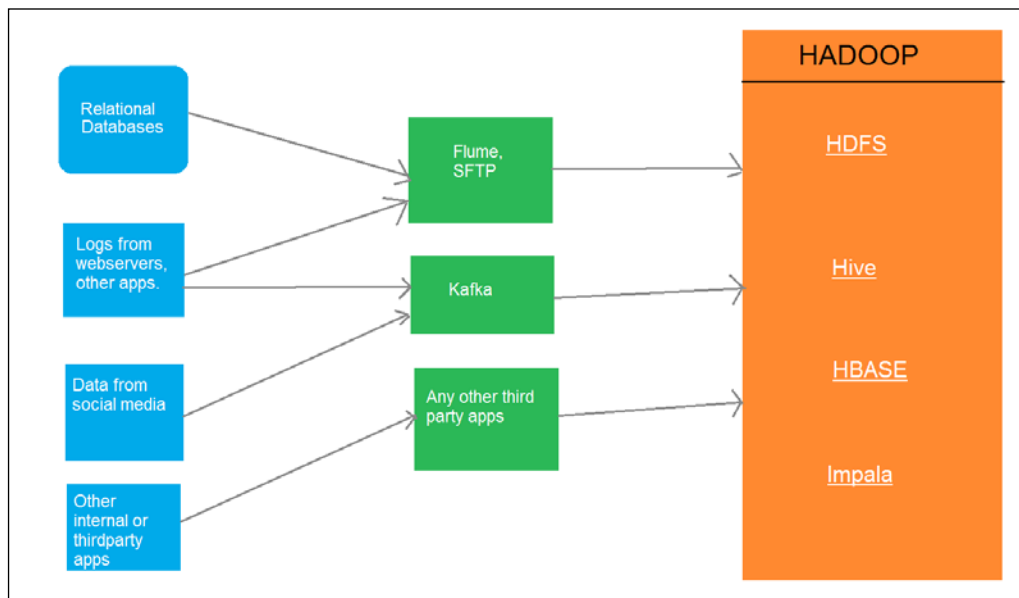 HADOOP
Relational
Databases
Flume,
SFTP
HDFS
Logs from
webservers,
other apps.
Kafka
Hive
Data from
social media
Any other third
party apps
HBASE
Impala
Other
internal or
thirdparty
apps